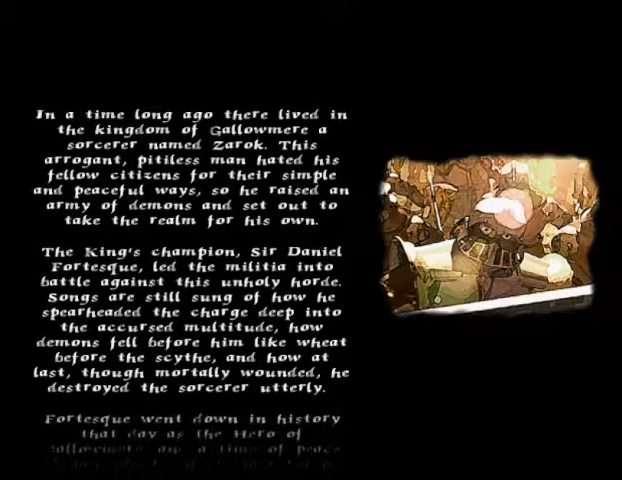 In a time long ago there lived in
the kingdom of Gallowmere a
sorcerer named Zarok. This
arrogant, pitiless man hated his
fellow citizens for their simple
and peaceful ways, so he raised an
army of demons and set out to
take the realm for his own.
The King's champion, Sir Daniel
Fortesque, led the militia into
battle against this unholy horde.
Songs are still sung of how he
spearheaded the charge deep into
the accursed multitude, how
demons fell before him like wheat
before the scythe, and how at
last, though mortally wounded, he
destroyed the sorcerer utterly.
Fortesque went down in history
that day as the Hero of
Gallowmere and a time of peace